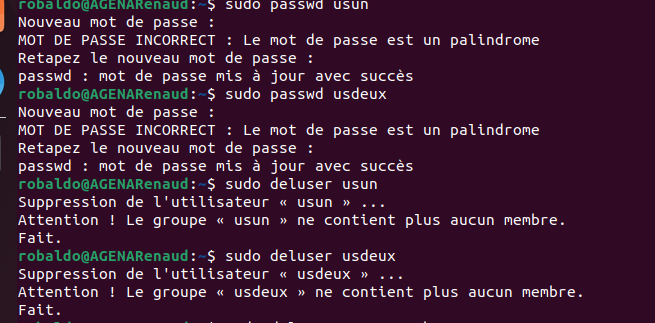 robaldo@AGENARenaud:~$ sudo passwd usun
Nouveau mot de passe :
MOT DE PASSE INCORRECT : Le mot de passe est un palindrome
Retapez le nouveau mot de passe :
passwd : mot de passe mis à jour avec succès
robaldo@AGENARenaud:~$ sudo passwd usdeux
Nouveau mot de passe :
MOT DE PASSE INCORRECT : Le mot de passe est un palindrome
Retapez le nouveau mot de passe :
passwd : mot de passe mis à jour avec succès
robaldo@AGENARenaud:~$ sudo deluser usun
Suppression de l'utilisateur « usun » ...
Attention ! Le groupe « usun » ne contient plus aucun membre.
Fait.
robaldo@AGENARenaud:~$ sudo deluser usdeux
Suppression de l'utilisateur « usdeux » ...
Attention ! Le groupe « usdeux » ne contient plus aucun membre.
Fait.